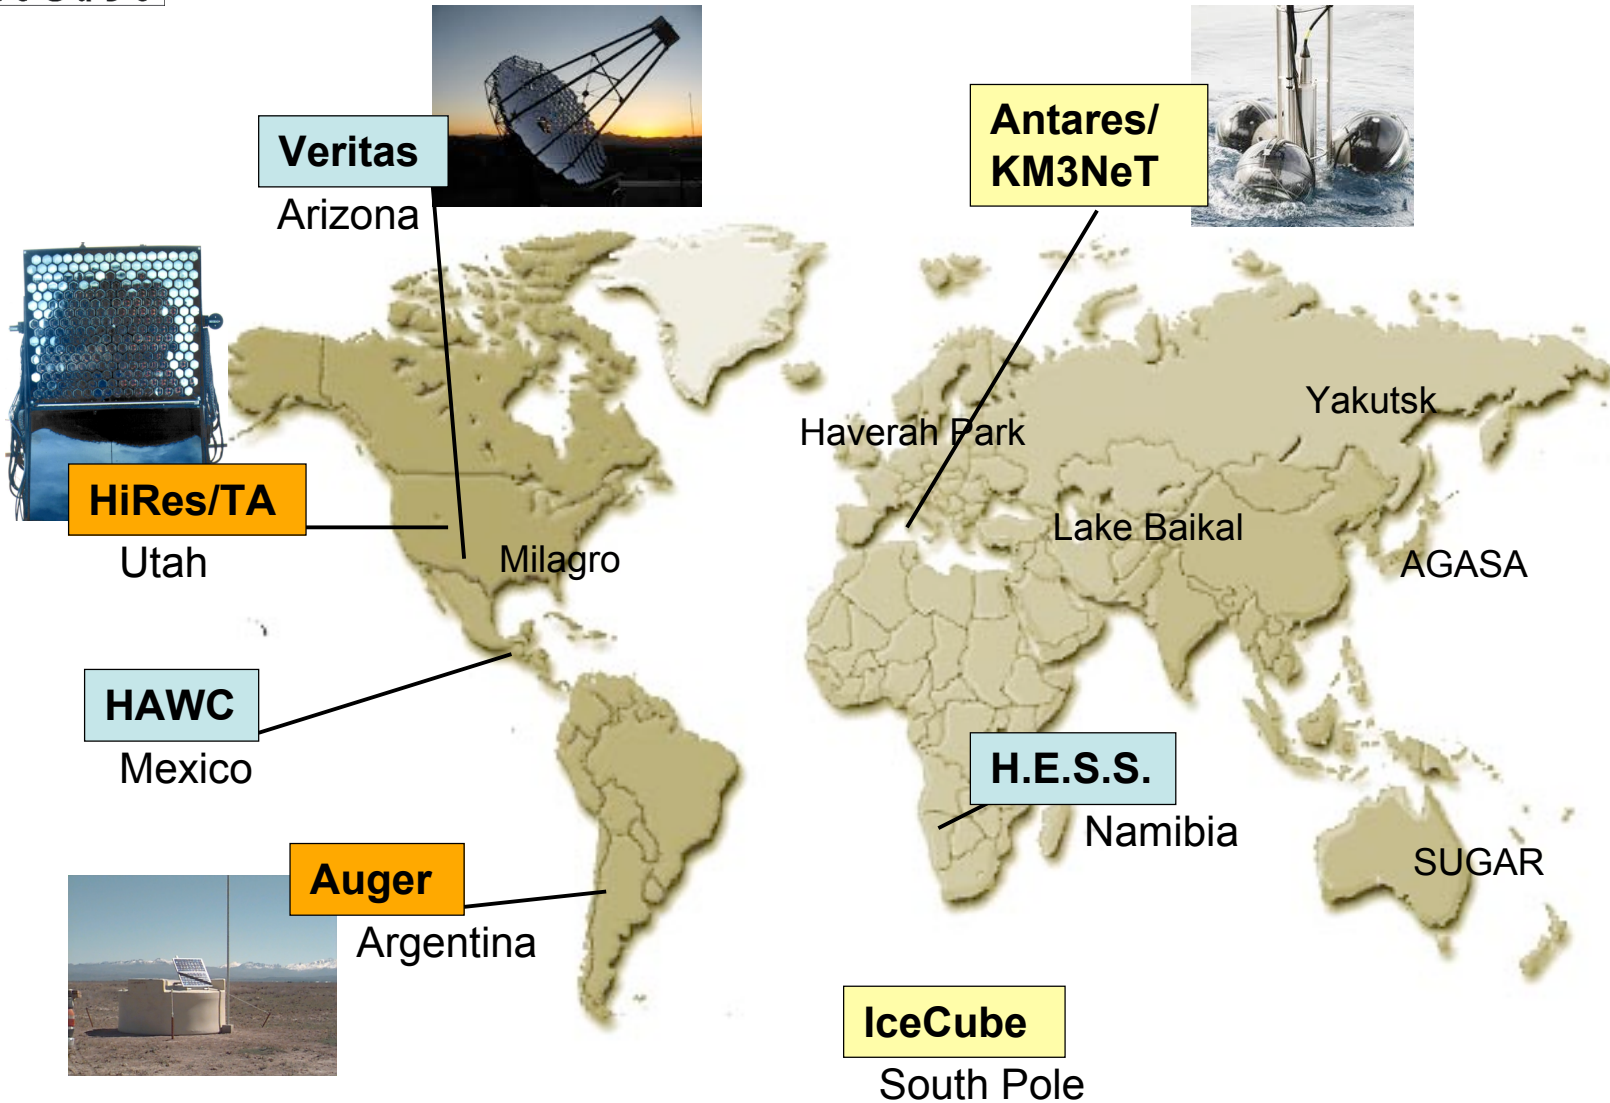 Veritas
Arizona
Antares/
KM3NeT
Yakutsk
Haverah Park
HiRes/TA
Utah
Milagro
Lake Baikal
AGASA
HAWC
Mexico
H.E.S.S.
Namibia
Auger
Argentina
SUGAR
IceCube
South Pole